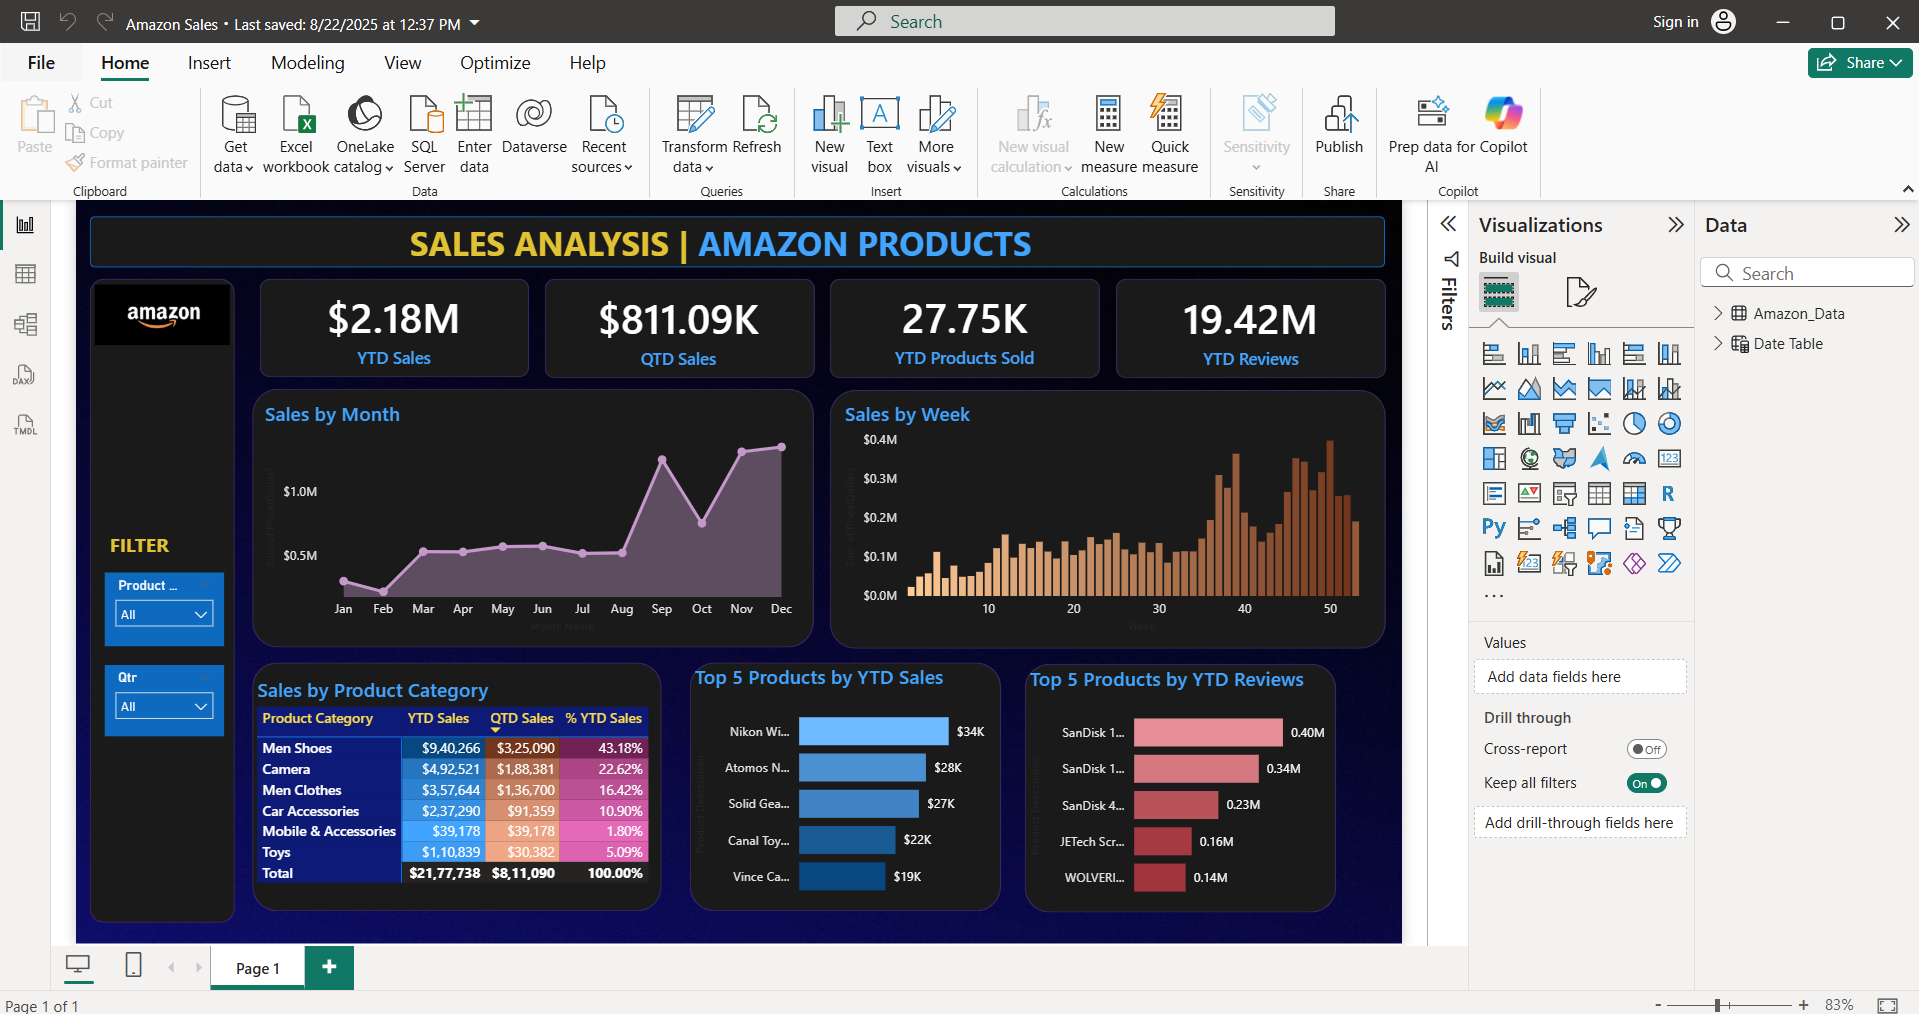 Amazon Sales • Last saved: 8/22/2025 at 12:37 PM
Search
Sign in
File Home Insert Modeling View Optimize Help
Share
Paste
Cut
Copy
Format painter
Clipboard
Get data
Excel workbook
OneLake catalog
SQL Server
Enter data
Dataverse
Recent sources
Data
Transform data
Refresh
Queries
New visual
A
Text box
More visuals
Insert
New visual calculation
New measure
Quick measure
Calculations
Sensitivity
Sensitivity
Publish
Share
Prep data for AI
Copilot
Copilot
DAX
TMDL
SALES ANALYSIS | AMAZON PRODUCTS
amazon
$2.18M
YTD Sales
$811.09K
QTD Sales
27.75K
YTD Products Sold
19.42M
YTD Reviews
FILTER
Product ...
All
Qtr
All
Sales by Month
$1.0M
$0.5M
Jan Feb Mar Apr May Jun Jul Aug Sep Oct Nov Dec
Month Name
Sales by Week
$0.4M
$0.3M
$0.2M
$0.1M
$0.0M
10 20 30 40 50
Week
Sales by Product Category
Product Category YTD Sales QTD Sales % YTD Sales
Men Shoes $9,40,266 $3,25,090 43.18%
Camera $4,92,521 $1,88,381 22.62%
Men Clothes $3,57,644 $1,36,700 16.42%
Car Accessories $2,37,290 $91,359 10.90%
Mobile & Accessories $39,178 $39,178 1.80%
Toys $1,10,839 $30,382 5.09%
Total $21,77,738 $8,11,090 100.00%
Top 5 Products by YTD Sales
Nikon Wi... $34K
Atomos N... $28K
Solid Gea... $27K
Canal Toy... $22K
Vince Ca... $19K
Product Description
Top 5 Products by YTD Reviews
SanDisk 1... 0.40M
SanDisk 1... 0.34M
SanDisk 4... 0.23M
JETech Scr... 0.16M
WOLVERI... 0.14M
Product Description
Filters
Visualizations
Build visual
123
R
Py
123
...
Values
Add data fields here
Drill through
Cross-report Off
Keep all filters On
Add drill-through fields here
Data
Search
Amazon_Data
Date Table
Page 1
+
Page 1 of 1
- + 83%